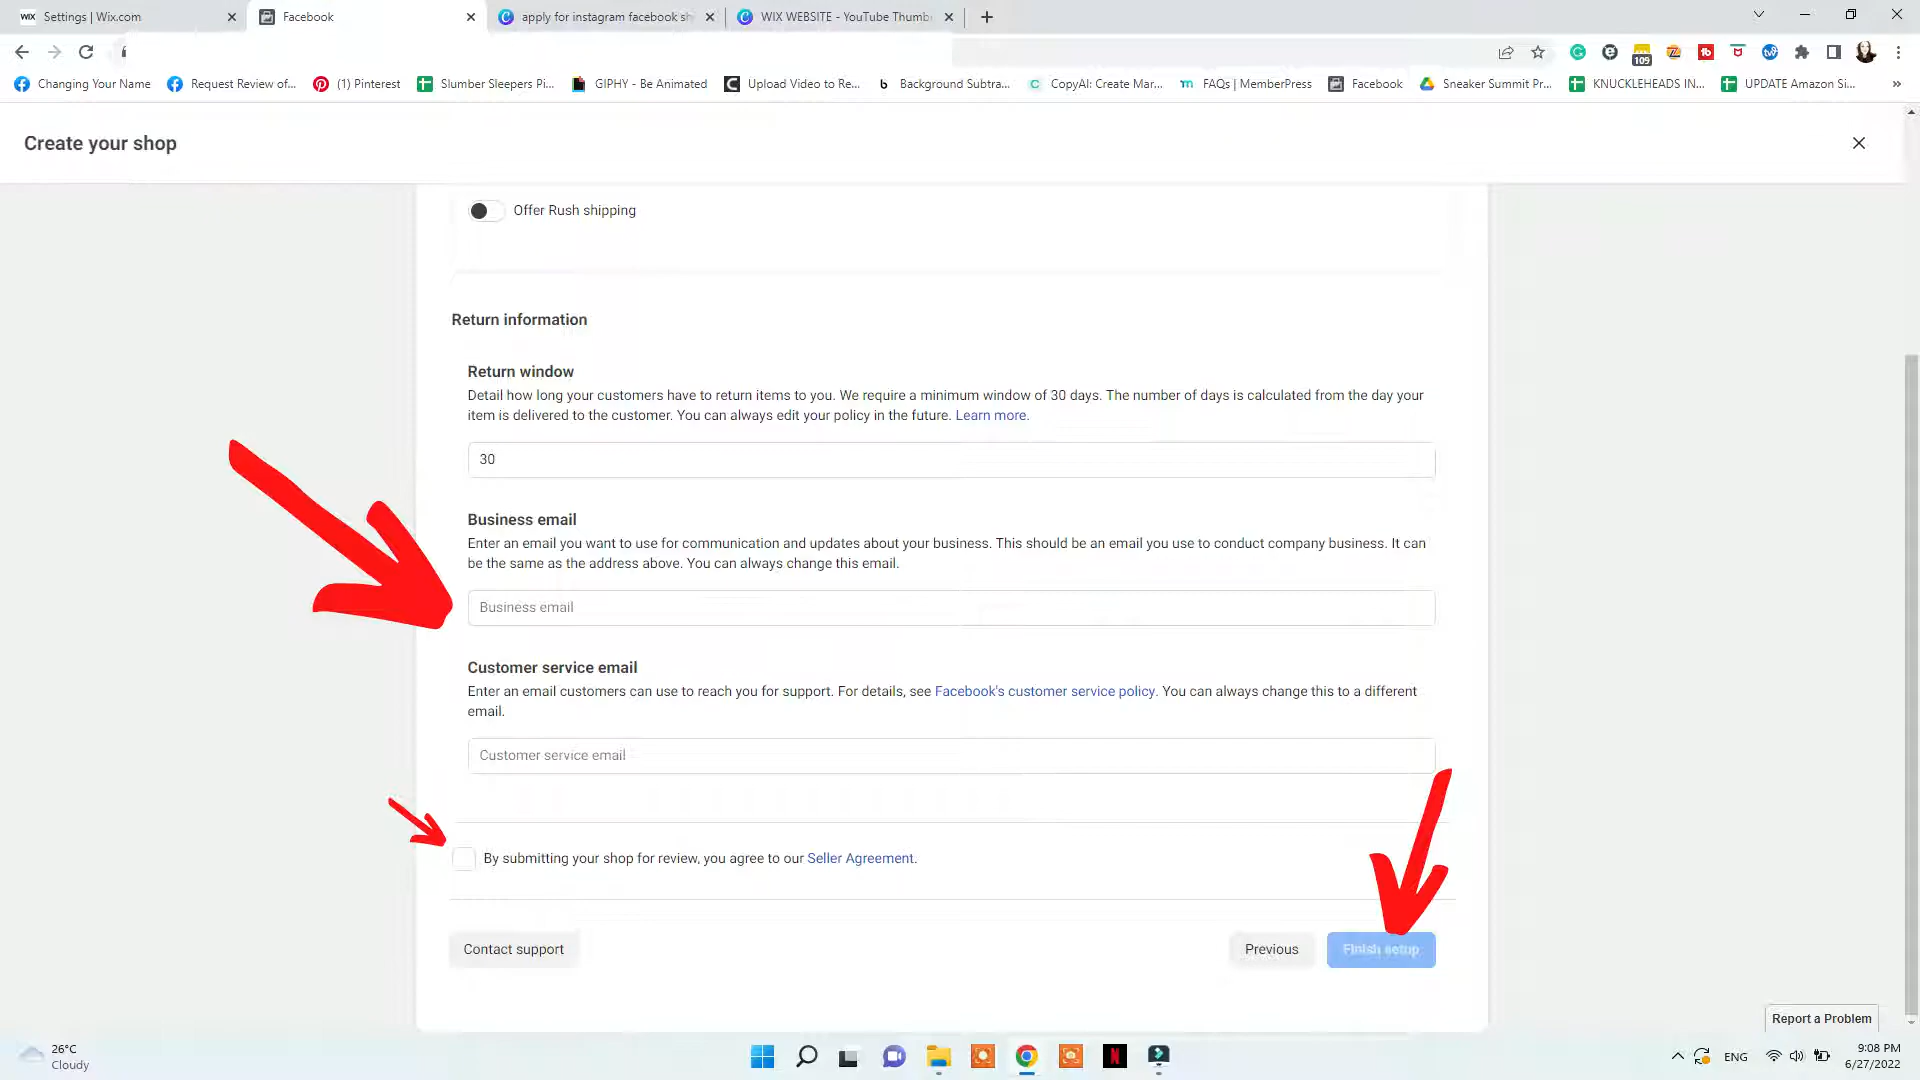 Settings | Wix.com
Facebook
apply for instagram facebook sh
WIX WEBSITE - YouTube Thumb
109
Changing Your Name
Request Review of...
(1) Pinterest
Slumber Sleepers Pi...
GIPHY - Be Animated
Upload Video to Re...
Background Subtra...
CopyAI: Create Mar...
FAQs | MemberPress
Facebook
Sneaker Summit Pr...
KNUCKLEHEADS IN...
UPDATE Amazon Si...
Create your shop
Offer Rush shipping
Return information
Return window
Detail how long your customers have to return items to you. We require a minimum window of 30 days. The number of days is calculated from the day your
item is delivered to the customer. You can always edit your policy in the future. Learn more.
30
Business email
Enter an email you want to use for communication and updates about your business. This should be an email you use to conduct company business. It can
be the same as the address above. You can always change this email.
Business email
Customer service email
Enter an email customers can use to reach you for support. For details, see Facebook's customer service policy. You can always change this to a different
email.
Customer service email
By submitting your shop for review, you agree to our Seller Agreement.
Contact support
Previous
Finish setup
Report a Problem
26°C
Cloudy
ENG
9:08 PM
6/27/2022